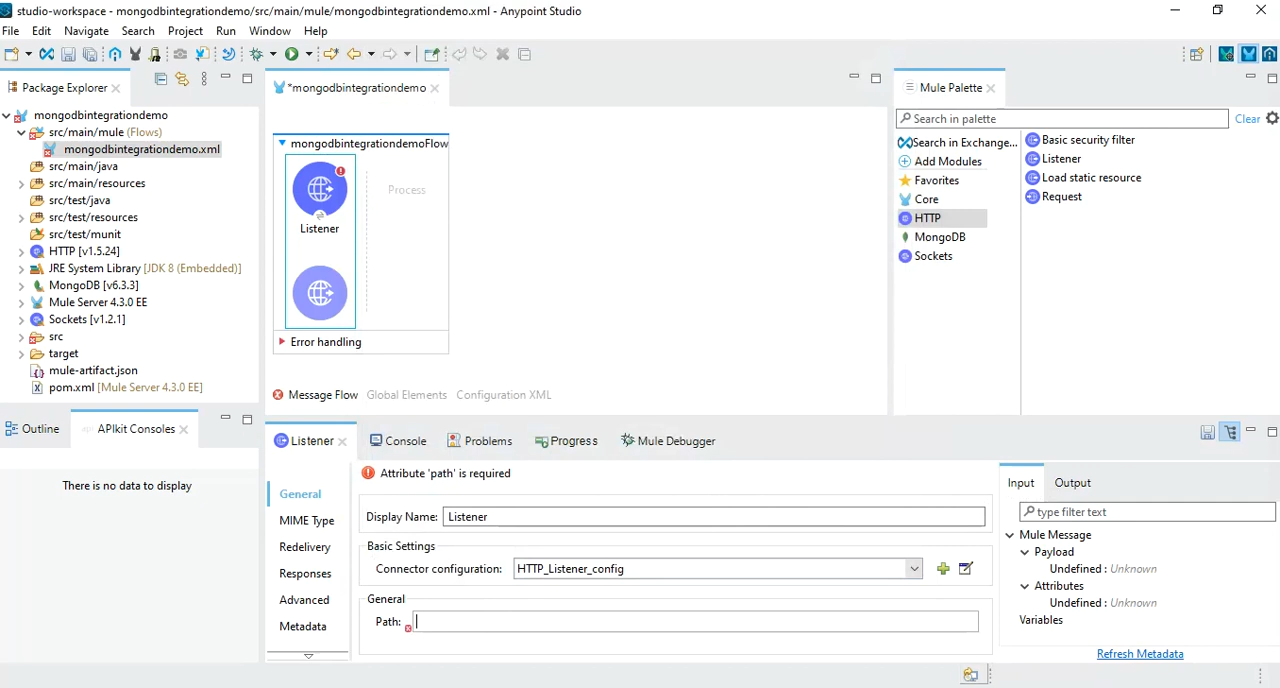 studio-workspace - mongodbintegrationdemo/src/main/mule/mongodbintegrationdemo.xml - Anypoint Studio
File Edit Navigate Search Project Run Window Help
Package Explorer
mongodbintegrationdemo
src/main/mule (Flows)
mongodbintegrationdemo.xml
src/main/java
src/main/resources
src/test/java
src/test/resources
src/test/munit
HTTP [v1.5.24]
JRE System Library [JDK 8 (Embedded)]
MongoDB [v6.3.3]
Mule Server 4.3.0 EE
Sockets [v1.2.1]
src
target
mule-artifact.json
pom.xml [Mule Server 4.3.0 EE]
*mongodbintegrationdemo
mongodbintegrationdemoFlow
Listener
Process
Error handling
Message Flow Global Elements Configuration XML
Mule Palette
Search in palette
Clear
Search in Exchange...
Add Modules
Favorites
Core
HTTP
MongoDB
Sockets
Basic security filter
Listener
Load static resource
Request
Outline
APIkit Consoles
There is no data to display
Listener Console Problems Progress Mule Debugger
General
MIME Type
Redelivery
Responses
Advanced
Metadata
Attribute 'path' is required
Display Name: Listener
Basic Settings
Connector configuration: HTTP_Listener_config
General
Path:
Input Output
type filter text
Mule Message
Payload
Undefined : Unknown
Attributes
Undefined : Unknown
Variables
Refresh Metadata